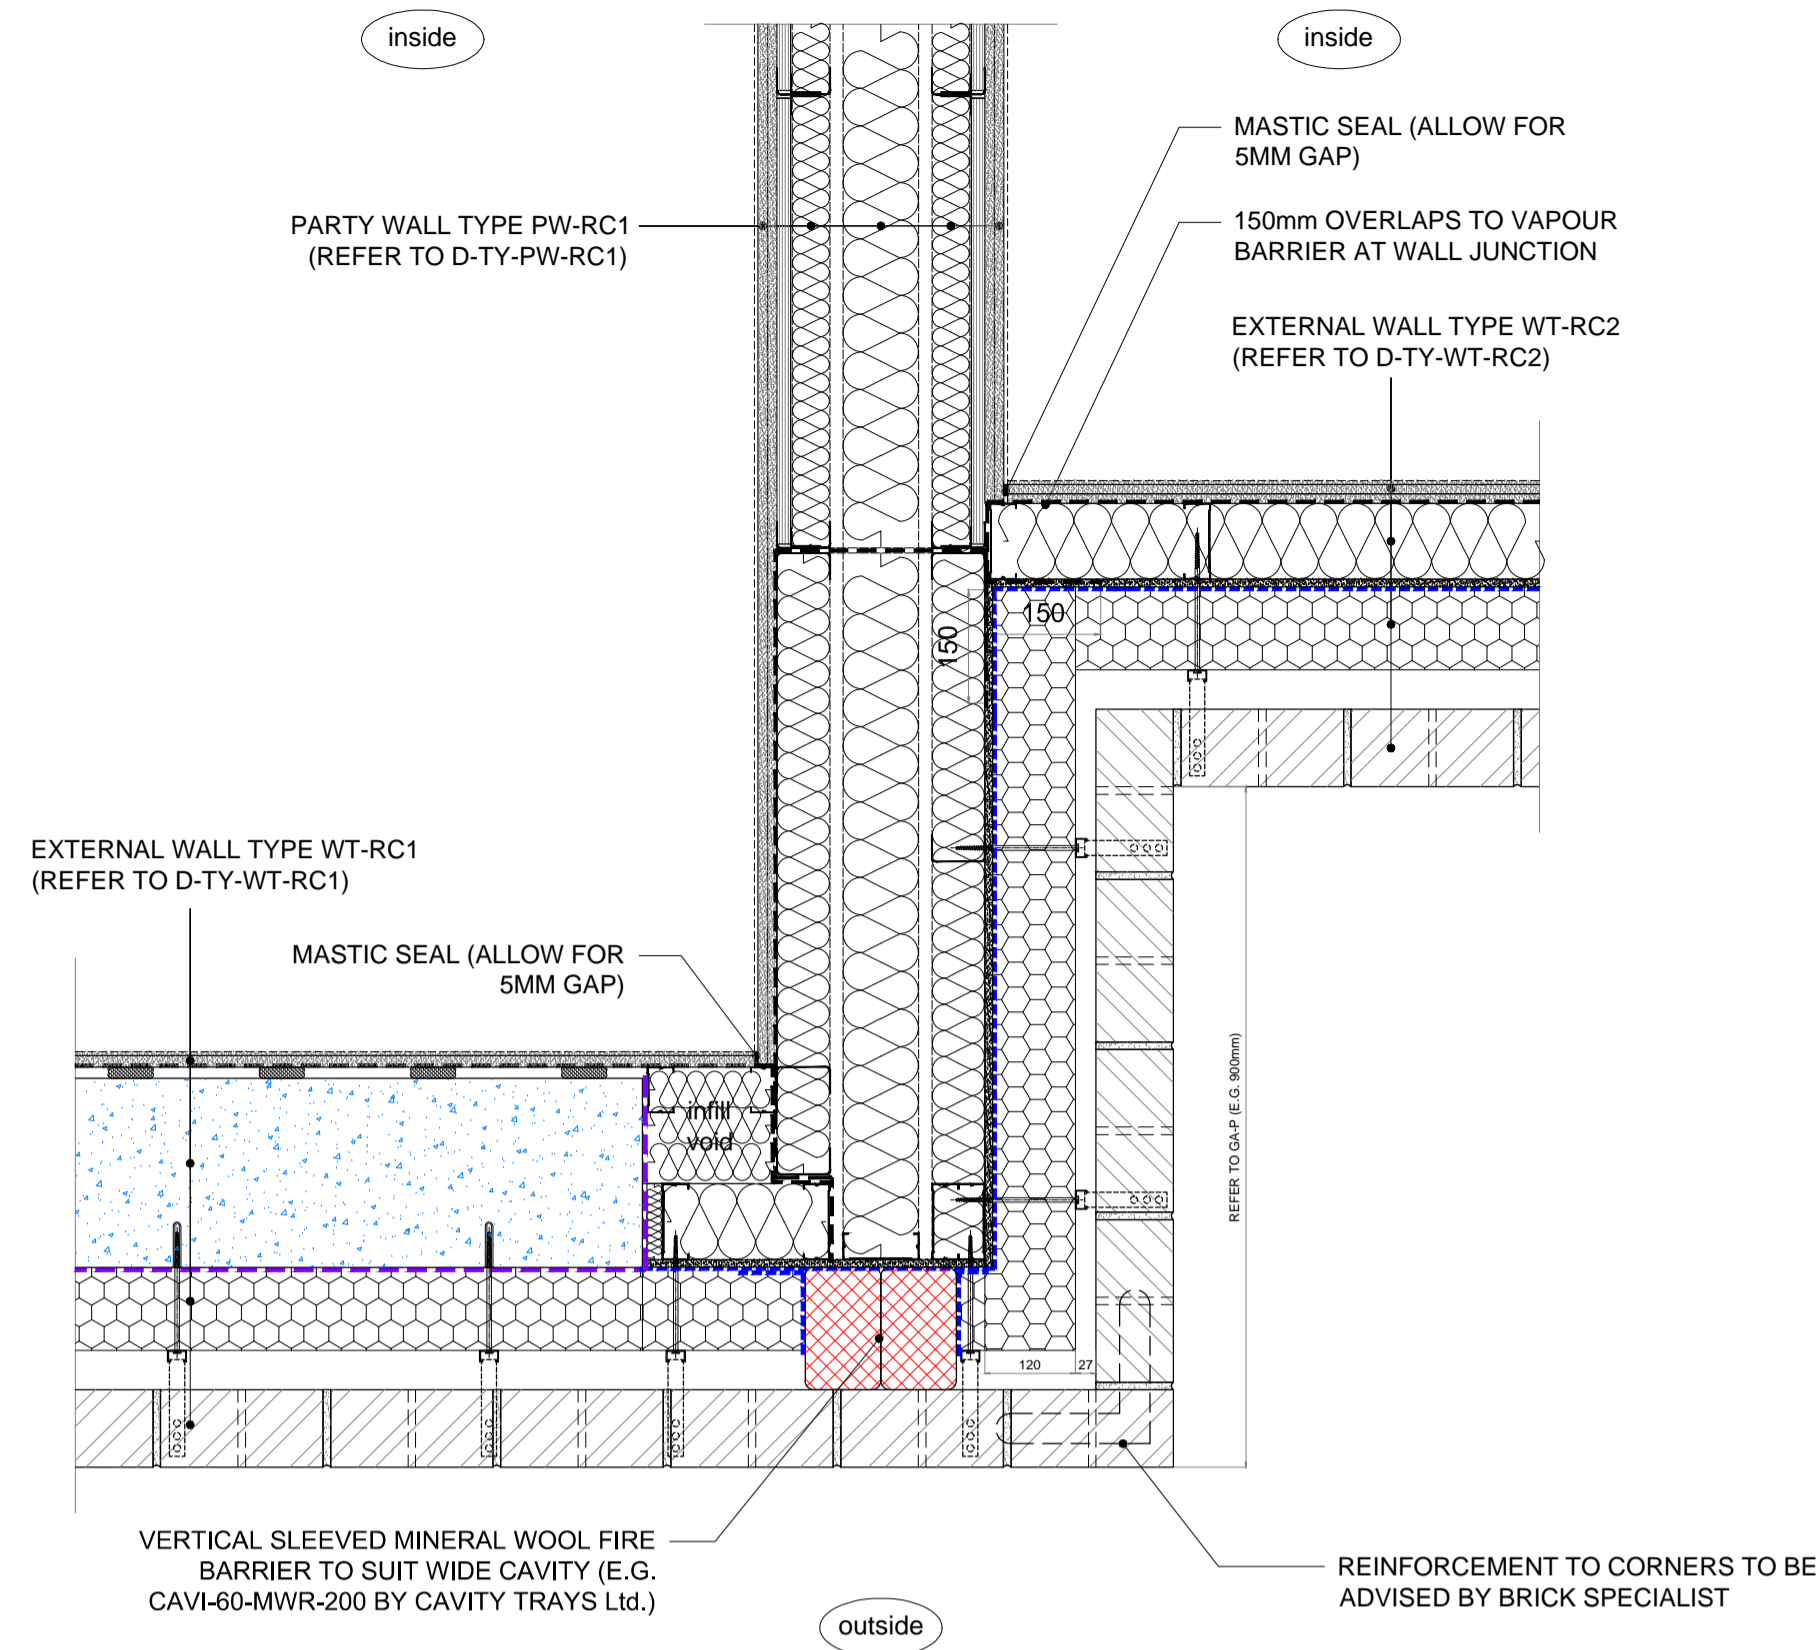 inside
inside
MASTIC SEAL (ALLOW FOR
5MM GAP)
PARTY WALL TYPE PW-RC1
(REFER TO D-TY-PW-RC1)
150mm OVERLAPS TO VAPOUR
BARRIER AT WALL JUNCTION
EXTERNAL WALL TYPE WT-RC2
(REFER TO D-TY-WT-RC2)
150
150
EXTERNAL WALL TYPE WT-RC1
(REFER TO D-TY-WT-RC1)
MASTIC SEAL (ALLOW FOR
5MM GAP)
infill
void
REFER TO GA-P (E.G. 900mm)
120
27
VERTICAL SLEEVED MINERAL WOOL FIRE
BARRIER TO SUIT WIDE CAVITY (E.G.
CAVI-60-MWR-200 BY CAVITY TRAYS Ltd.)
REINFORCEMENT TO CORNERS TO BE
ADVISED BY BRICK SPECIALIST
outside